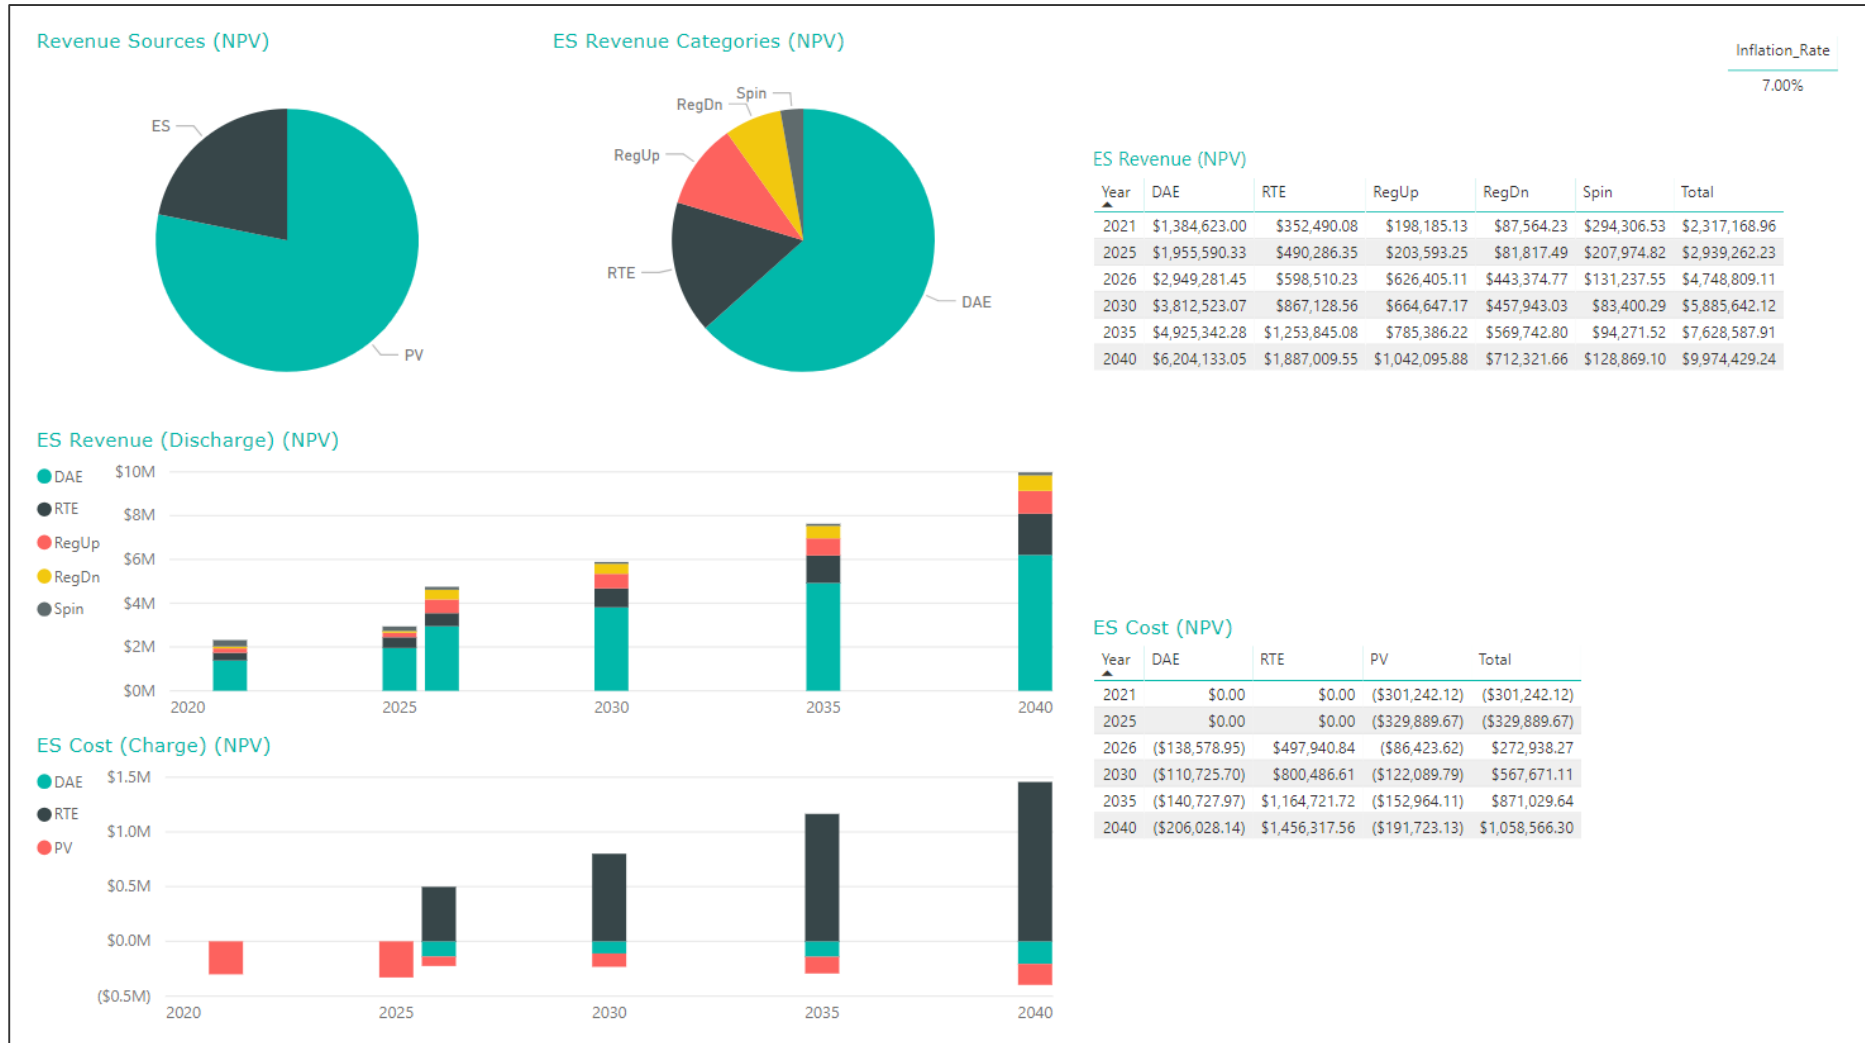 Revenue Sources (NPV)
ES
PV
ES Revenue Categories (NPV)
Spin
RegDn
RegUp
RTE
DAE
Inflation_Rate
7.00%
ES Revenue (NPV)
Year DAE RTE RegUp RegDn Spin Total
2021 $1,384,623.00 $352,490.08 $198,185.13 $87,564.23 $294,306.53 $2,317,168.96
2025 $1,955,590.33 $490,286.35 $203,593.25 $81,817.49 $207,974.82 $2,939,262.23
2026 $2,949,281.45 $598,510.23 $626,405.11 $443,374.77 $131,237.55 $4,748,809.11
2030 $3,812,523.07 $867,128.56 $664,647.17 $457,943.03 $83,400.29 $5,885,642.12
2035 $4,925,342.28 $1,253,845.08 $785,386.22 $569,742.80 $94,271.52 $7,628,587.91
2040 $6,204,133.05 $1,887,009.55 $1,042,095.88 $712,321.66 $128,869.10 $9,974,429.24
ES Revenue (Discharge) (NPV)
DAE
RTE
RegUp
RegDn
Spin
$10M
$8M
$6M
$4M
$2M
$0M
2020 2025 2030 2035 2040
ES Cost (Charge) (NPV)
DAE
RTE
PV
$1.5M
$1.0M
$0.5M
$0.0M
($0.5M)
2020 2025 2030 2035 2040
ES Cost (NPV)
Year DAE RTE PV Total
2021 $0.00 $0.00 ($301,242.12) ($301,242.12)
2025 $0.00 $0.00 ($329,889.67) ($329,889.67)
2026 ($138,578.95) $497,940.84 ($86,423.62) $272,938.27
2030 ($110,725.70) $800,486.61 ($122,089.79) $567,671.11
2035 ($140,727.97) $1,164,721.72 ($152,964.11) $871,029.64
2040 ($206,028.14) $1,456,317.56 ($191,723.13) $1,058,566.30